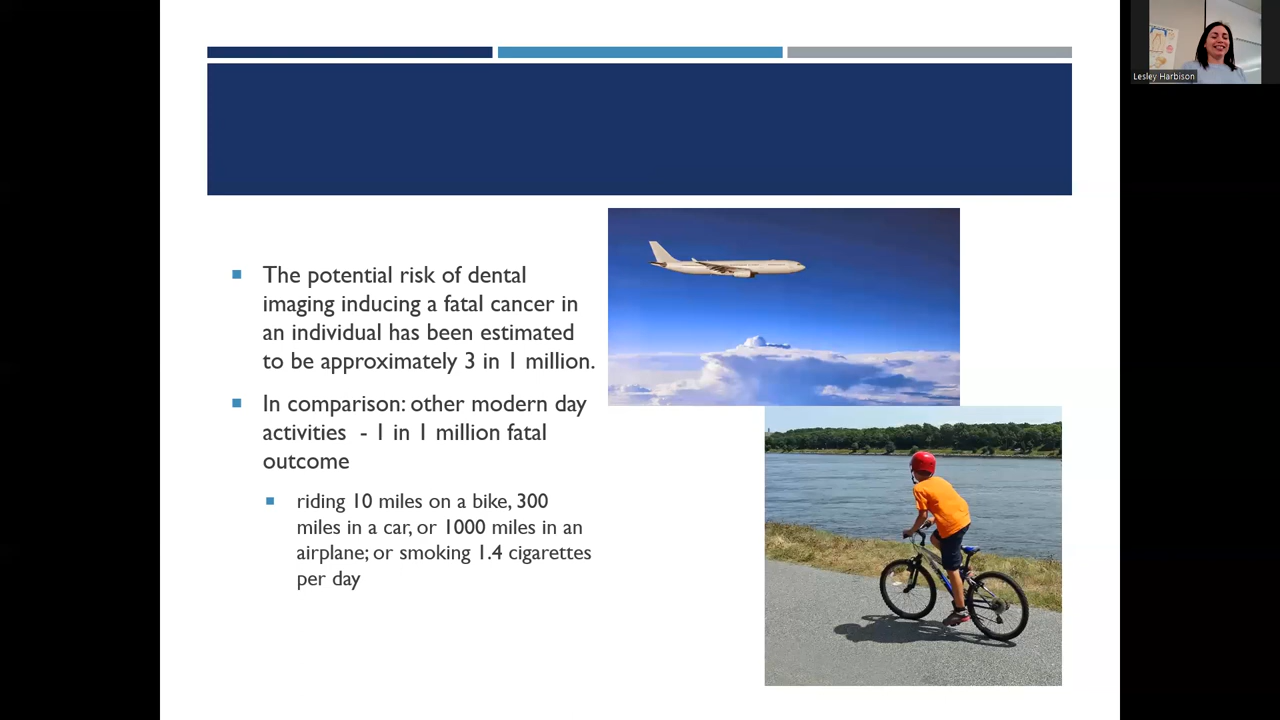 Lesley Harbison
The potential risk of dental
imaging inducing a fatal cancer in
an individual has been estimated
to be approximately 3 in 1 million.
In comparison: other modern day
activities - 1 in 1 million fatal
outcome
riding 10 miles on a bike, 300
miles in a car, or 1000 miles in an
airplane; or smoking 1.4 cigarettes
per day